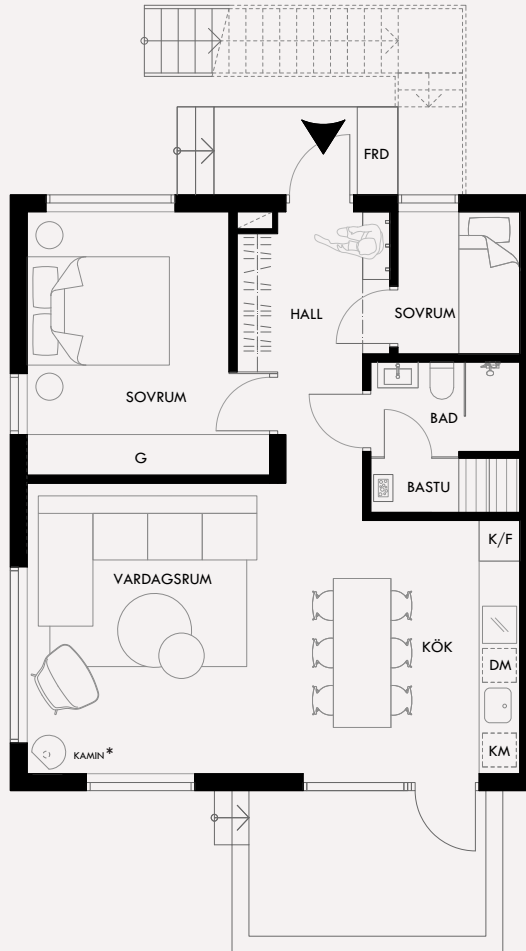 FRD
HALL
SOVRUM
SOVRUM
BAD
G
BASTU
K/F
VARDAGSRUM
KÖK
DM
KAMIN*
KM